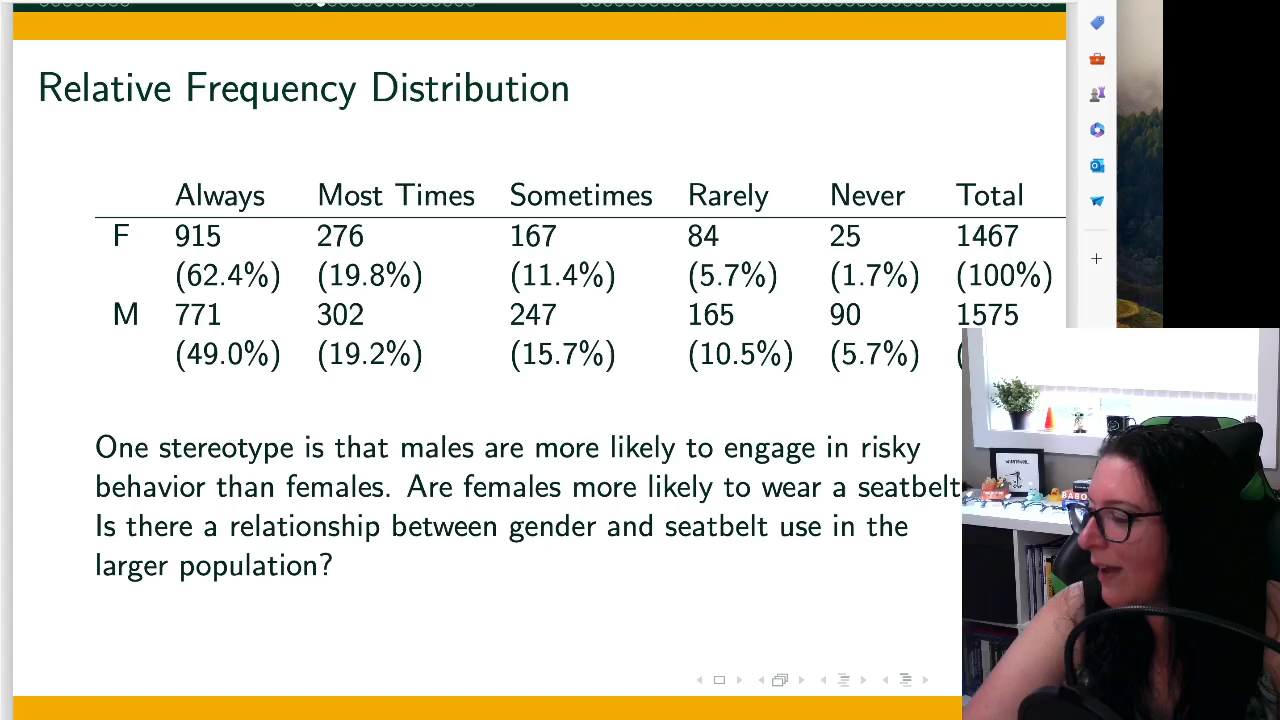 Relative Frequency Distribution
Always Most Times Sometimes Rarely Never Total
F 915 276 167 84 25 1467
(62.4%) (19.8%) (11.4%) (5.7%) (1.7%) (100%)
M 771 302 247 165 90 1575
(49.0%) (19.2%) (15.7%) (10.5%) (5.7%) (
One stereotype is that males are more likely to engage in risky
behavior than females. Are females more likely to wear a seatbelt
Is there a relationship between gender and seatbelt use in the
larger population?